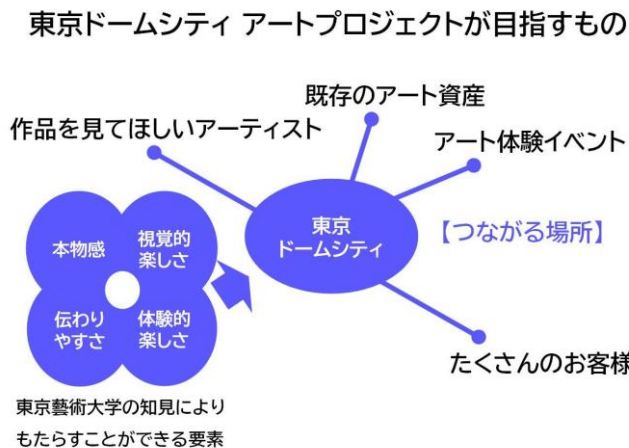 東京ドームシティ アートプロジェクトが目指すもの
既存のアート資産
作品を見てほしいアーティスト
アート体験イベント
東京
ドームシティ
【つながる場所】
本物感
視覚的
楽しさ
伝わり
やすさ
体験的
楽しさ
たくさんのお客様
東京藝術大学の知見により
もたらすことができる要素